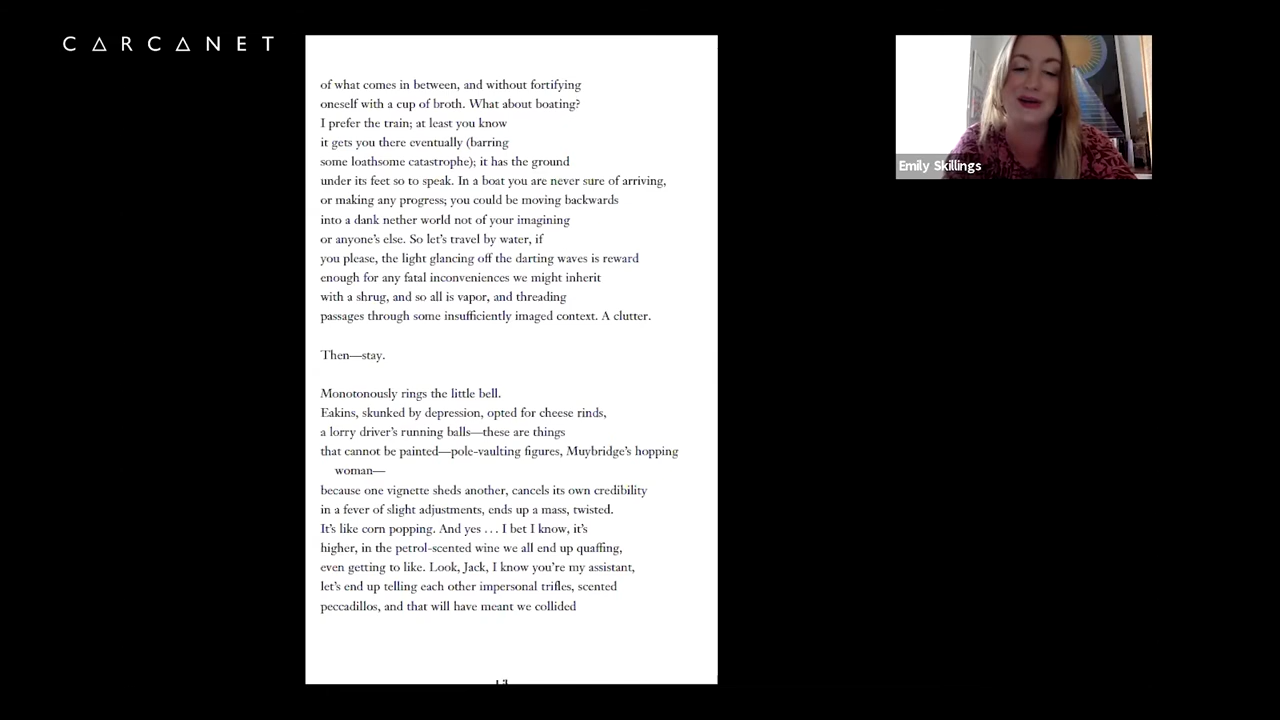 CARCANET
of what comes in between, and without fortifying
oneself with a cup of broth. What about boating?
I prefer the train; at least you know
it gets you there eventually (barring
some loathsome catastrophe); it has the ground
under its feet so to speak. In a boat you are never sure of arriving,
or making any progress; you could be moving backwards
into a dank nether world not of your imagining
or anyone's else. So let's travel by water, if
you please, the light glancing off the darting waves is reward
enough for any fatal inconveniences we might inherit
with a shrug, and so all is vapor, and threading
passages through some insufficiently imaged context. A clutter.
Then—stay.
Monotonously rings the little bell.
Eakins, skunked by depression, opted for cheese rinds,
a lorry driver's running balls—these are things
that cannot be painted—pole-vaulting figures, Muybridge's hopping
woman—
because one vignette sheds another, cancels its own credibility
in a fever of slight adjustments, ends up a mass, twisted.
It's like corn popping. And yes . . . I bet I know, it's
higher, in the petrol-scented wine we all end up quaffing,
even getting to like. Look, Jack, I know you're my assistant,
let's end up telling each other impersonal trifles, scented
peccadillos, and that will have meant we collided
Emily Skillings